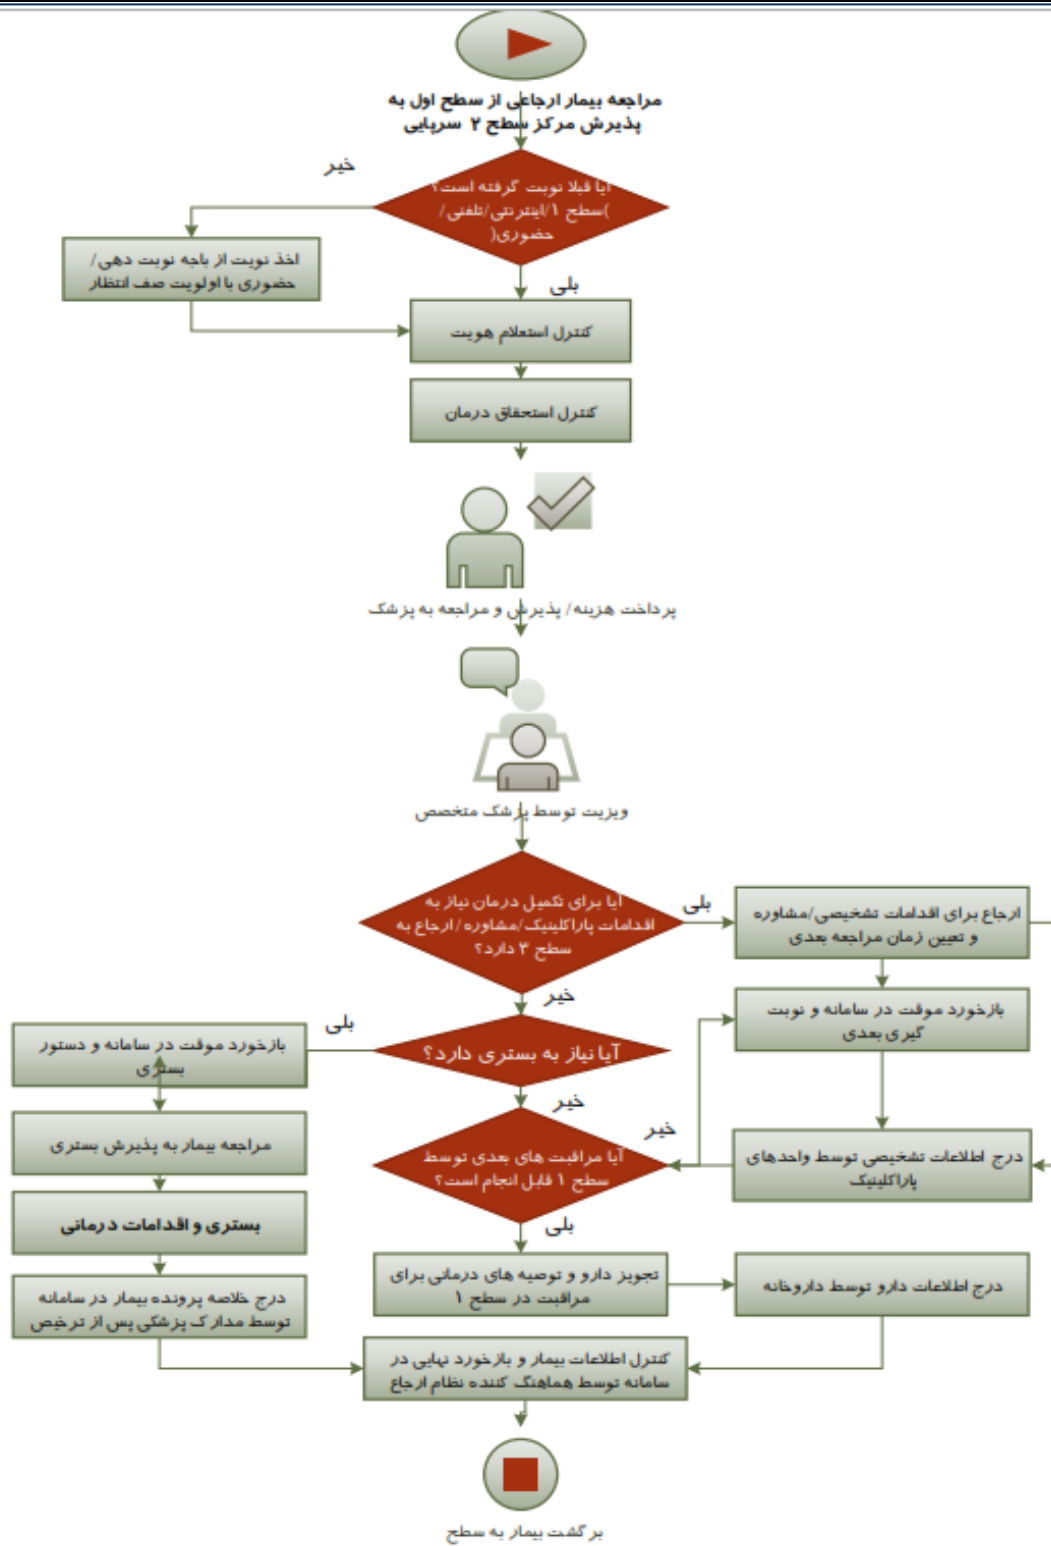 مراجعه بیمار ارجاعی از سطح اول به
پذیرش مرکز سطح ۲ سرپایی
آیا قبلا نوبت گرفته است؟
)سطح ۱/اینترنتی/تلفنی/
حضوری(
خیر
اخذ نوبت از باجه نوبت دهی/
حضوری با اولویت صف انتظار
بلی
کنترل استعلام هویت
کنترل استحقاق درمان
پرداخت هزینه/ پذیرش و مراجعه به پزشک
ویزیت توسط پزشک متخصص
آیا برای تکمیل درمان نیاز به
اقدامات پاراکلینیک/مشاوره/ارجاع به
سطح ۳ دارد؟
بلی
ارجاع برای اقدامات تشخیصی/مشاوره
و تعیین زمان مراجعه بعدی
خیر
بازخورد موقت در سامانه و نوبت
گیری بعدی
آیا نیاز به بستری دارد؟
بلی
بازخورد موقت در سامانه و دستور
بستری
خیر
مراجعه بیمار به پذیرش بستری
آیا مراقبت های بعدی توسط
سطح ۱ قابل انجام است؟
خیر
درج اطلاعات تشخیصی توسط واحدهای
پاراکلینیک
بستری و اقدامات درمانی
بلی
تجویز دارو و توصیه های درمانی برای
مراقبت در سطح ۱
درج اطلاعات دارو توسط داروخانه
درج خلاصه پرونده بیمار در سامانه
توسط مدارک پزشکی پس از ترخیص
کنترل اطلاعات بیمار و بازخورد نهایی در
سامانه توسط هماهنگ کننده نظام ارجاع
برگشت بیمار به سطح